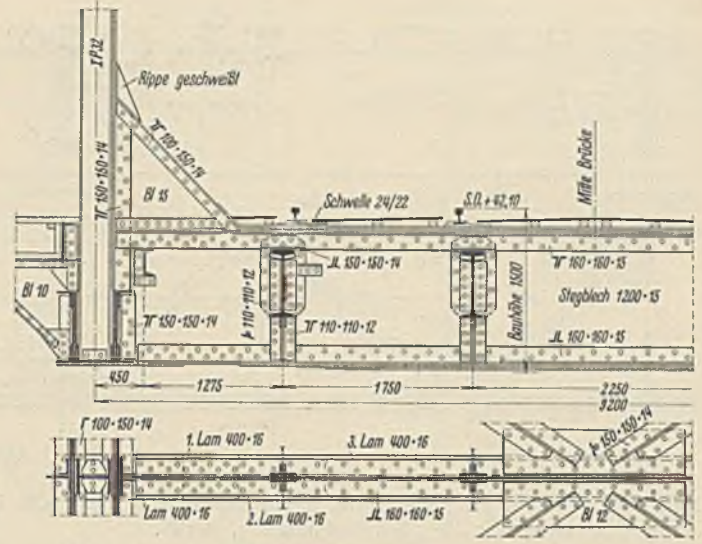 I P32
Rippe geschweißt
╥ 100·150·14
╥ 150·150·14
Bl 15
Schwelle 24/22
S.O. + 42,10
Mitte Brücke
╨ 150·150·14
╥ 160·160·15
Bl 10
╥ 150·150·14
110·110·12
╥ 110·110·12
Bauhöhe 1500
Stegblech 1200·15
╨ 160·160·15
450
1275
1750
2250
9200
Γ 100·150·14
1. Lam 400·16
3. Lam 400·16
150·150·14
Lam 400·16
2. Lam 400·16
╨ 160·160·15
Bl 12